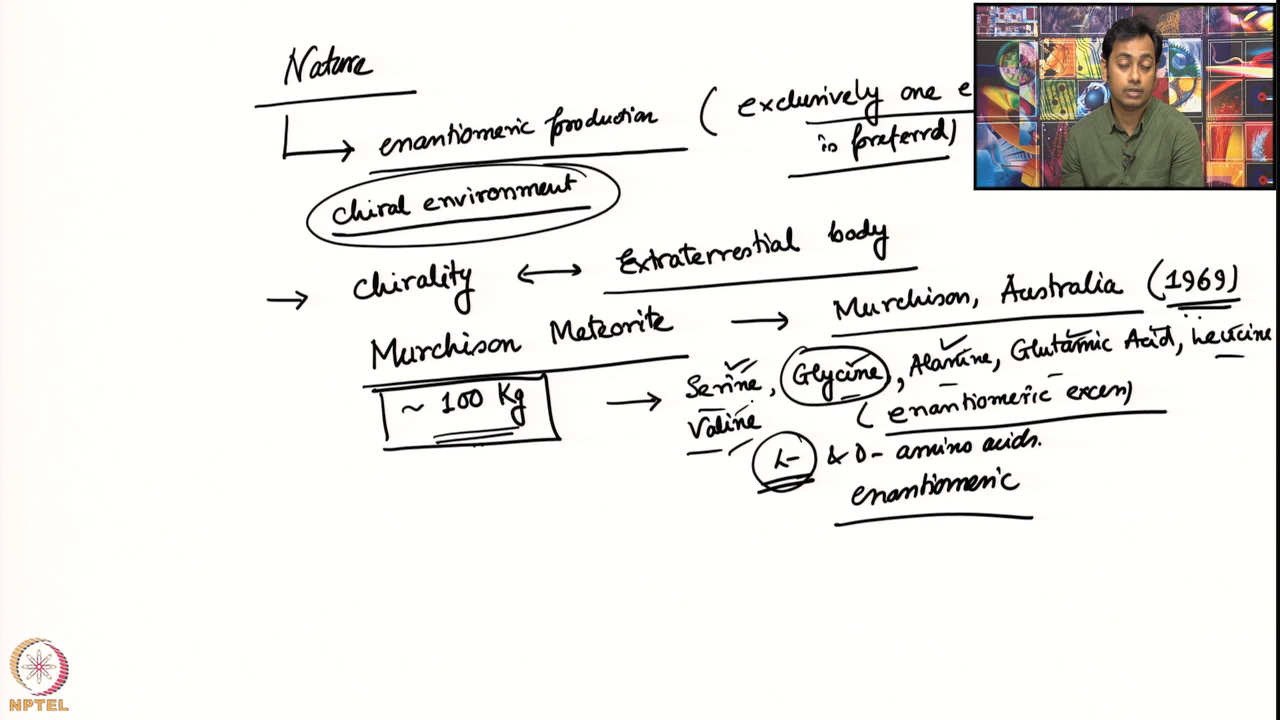 Nature
enantiomeric production ( exclusively one e
is preferred)
chiral environment
→ chirality ↔ Extraterrestial body
Murchison Meteorite → Murchison, Australia (1969)
~ 100 Kg → Serine, Glycine, Alanine, Glutamic Acid, Leucine
Valine ( enantiomeric excess)
L- & D- amino acids.
enantiomeric
NPTEL